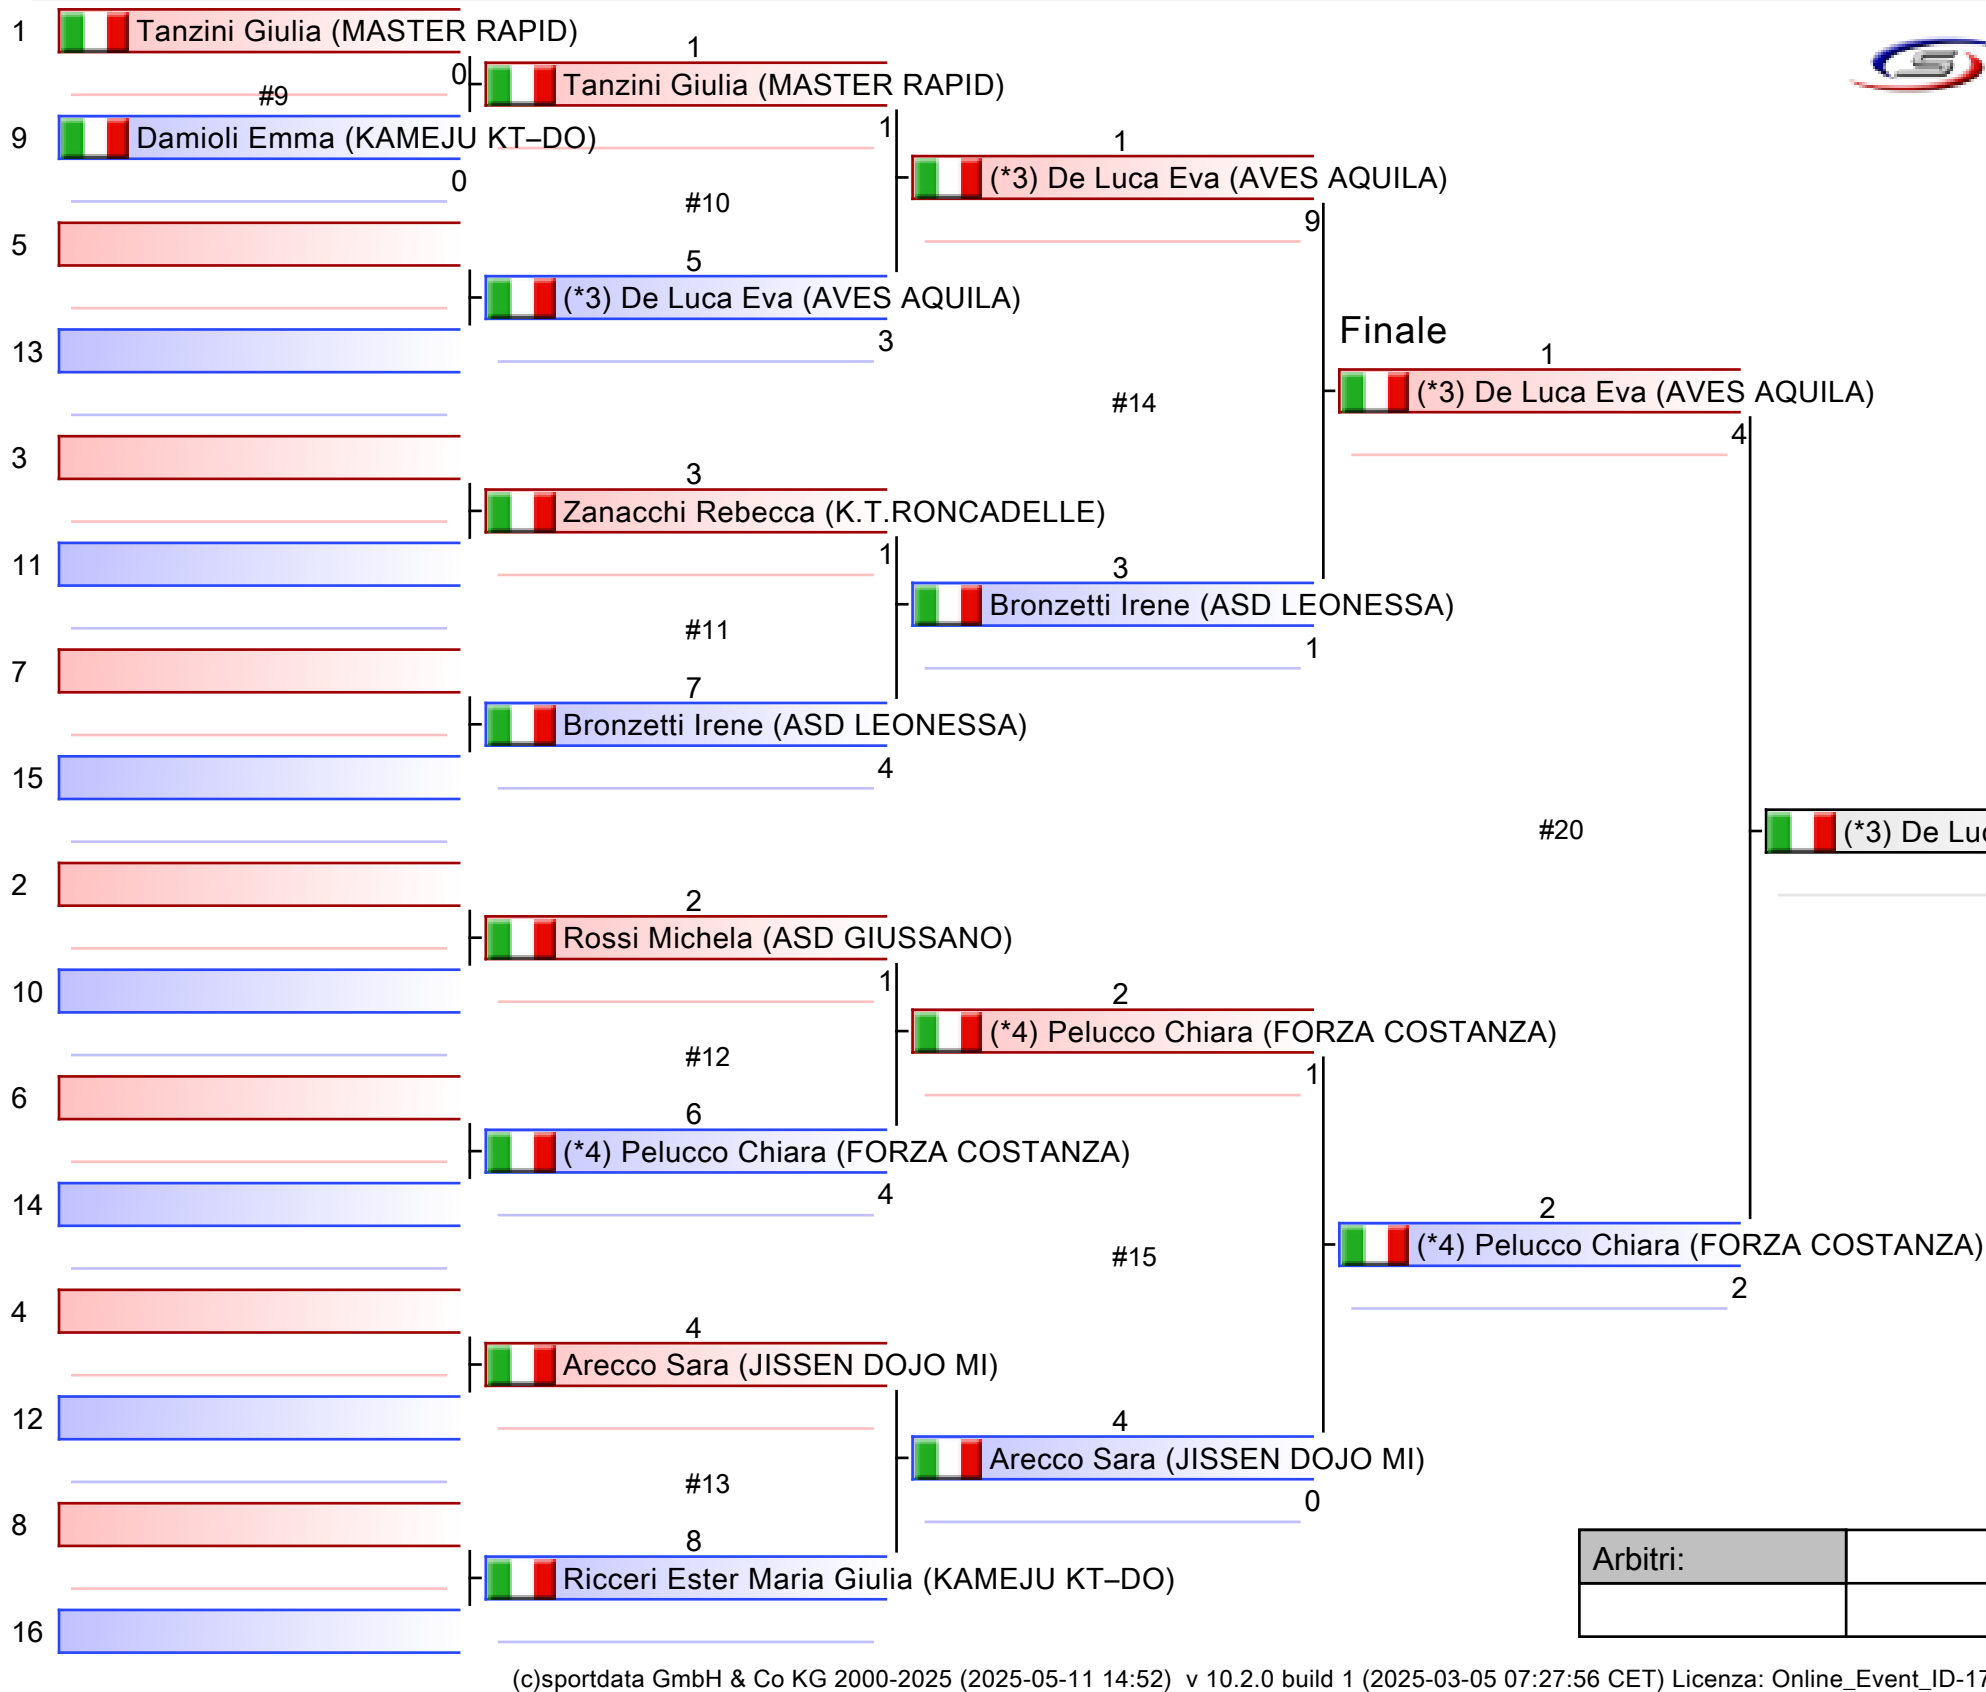 1 Tanzini Giulia (MASTER RAPID)
0
#9
9 Damioli Emma (KAMEJU KT–DO)
0
5
13
3
11
7
15
2
10
6
14
4
12
8
16
1
Tanzini Giulia (MASTER RAPID)
1
#10
5
(*3) De Luca Eva (AVES AQUILA)
3
3
Zanacchi Rebecca (K.T.RONCADELLE)
1
#11
7
Bronzetti Irene (ASD LEONESSA)
4
2
Rossi Michela (ASD GIUSSANO)
1
#12
6
(*4) Pelucco Chiara (FORZA COSTANZA)
4
4
Arecco Sara (JISSEN DOJO MI)
#13
8
Ricceri Ester Maria Giulia (KAMEJU KT–DO)
1
(*3) De Luca Eva (AVES AQUILA)
9
#14
3
Bronzetti Irene (ASD LEONESSA)
1
2
(*4) Pelucco Chiara (FORZA COSTANZA)
1
#15
4
Arecco Sara (JISSEN DOJO MI)
0
Finale
1
(*3) De Luca Eva (AVES AQUILA)
4
#20
2
(*4) Pelucco Chiara (FORZA COSTANZA)
2
(*3) De Lu
Arbitri:
(c)sportdata GmbH & Co KG 2000-2025 (2025-05-11 14:52) v 10.2.0 build 1 (2025-03-05 07:27:56 CET) Licenza: Online_Event_ID-17